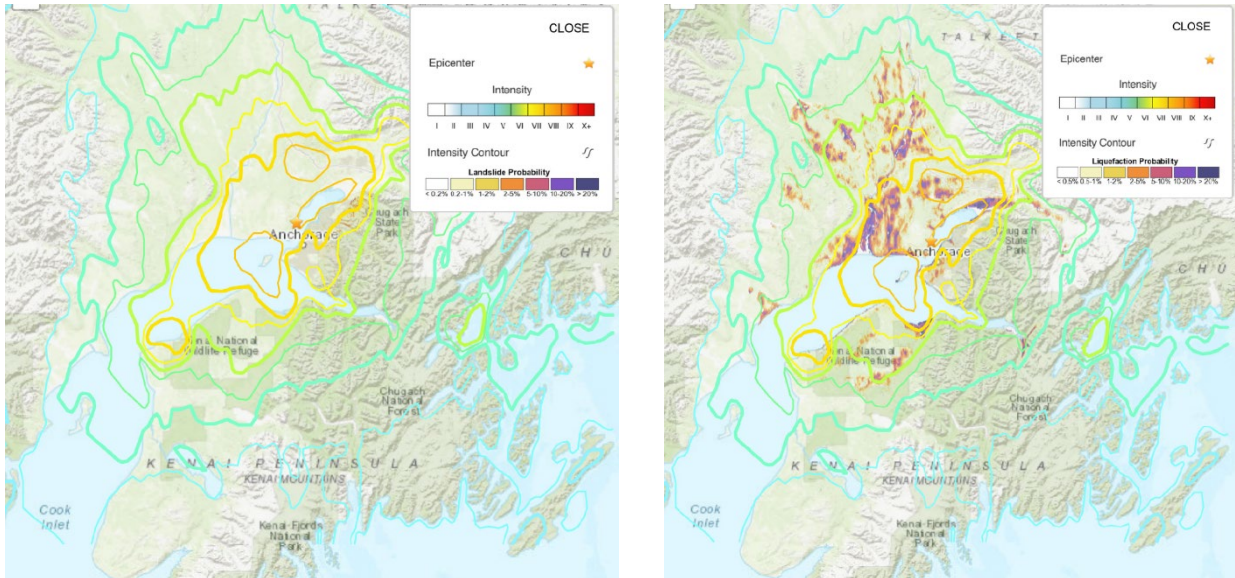 CLOSE
Epicenter
Intensity
I II III IV V VI VII VIII IX X+
Intensity Contour
Landslide Probability
< 0.2% 0.2-1% 1-2% 2-5% 5-10% 10-20% > 20%
Anchorage
Chugach
State
Park
C H U
Kenai National
Wildlife Refuge
Chugach
National
Forest
K E N A I P E N I N S U L A
KENAI MOUNTAINS
Cook
Inlet
Kenai-Fjords
National
Park
CLOSE
TALKEET
Epicenter
Intensity
I II III IV V VI VII VIII IX X+
Intensity Contour
Liquefaction Probability
< 0.5% 0.5-1% 1-2% 2-5% 5-10% 10-20% > 20%
Anchorage
Chugach
State
Park
C H U
Kenai National
Wildlife Refuge
Chugach
National
Forest
K E N A I P E N I N S U L A
KENAI MOUNTAINS
Cook
Inlet
Kenai-Fjords
National
Park